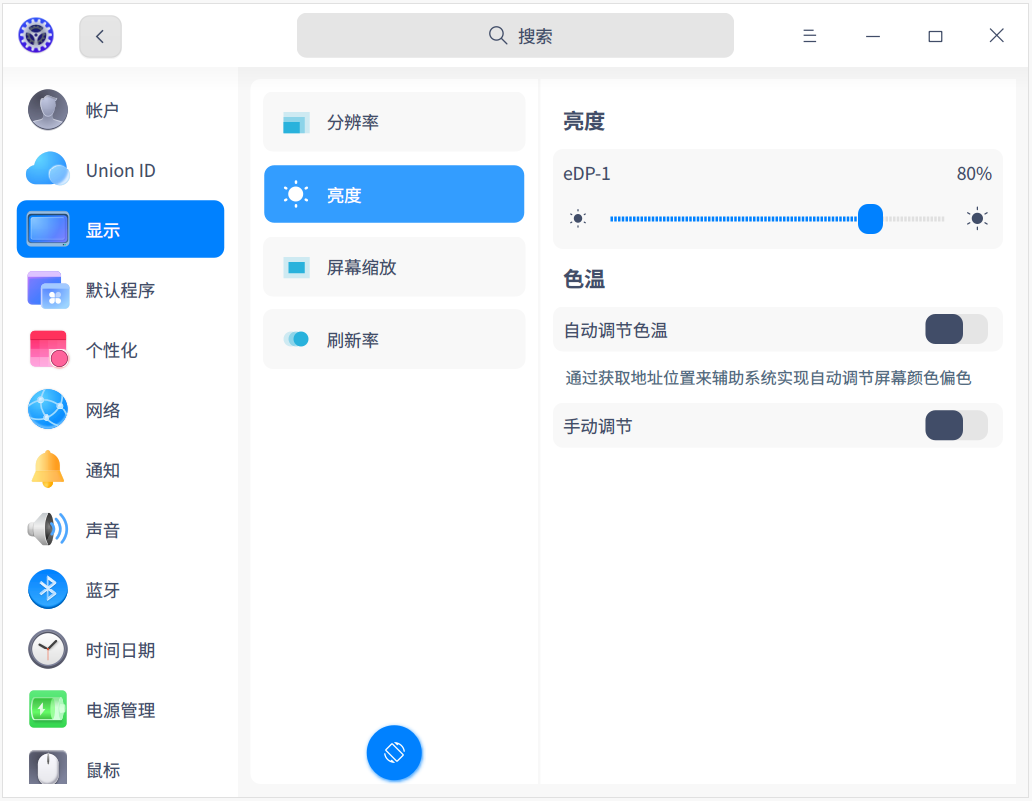 搜索
帐户
Union ID
显示
默认程序
个性化
网络
通知
声音
蓝牙
时间日期
电源管理
鼠标
分辨率
亮度
屏幕缩放
刷新率
亮度
eDP-1 80%
色温
自动调节色温
通过获取地址位置来辅助系统实现自动调节屏幕颜色偏色
手动调节